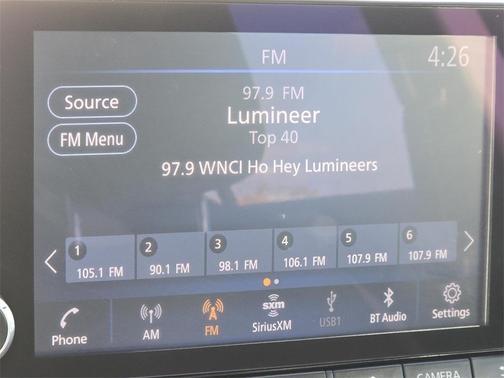 FM 4:26
Source
97.9 FM
Lumineer
Top 40
FM Menu
97.9 WNCI Ho Hey Lumineers
1 2 3 4 5 6
105.1 FM 90.1 FM 98.1 FM 106.1 FM 107.9 FM 107.9 FM
Phone AM FM sxm SiriusXM USB1 BT Audio Settings
CAMERA